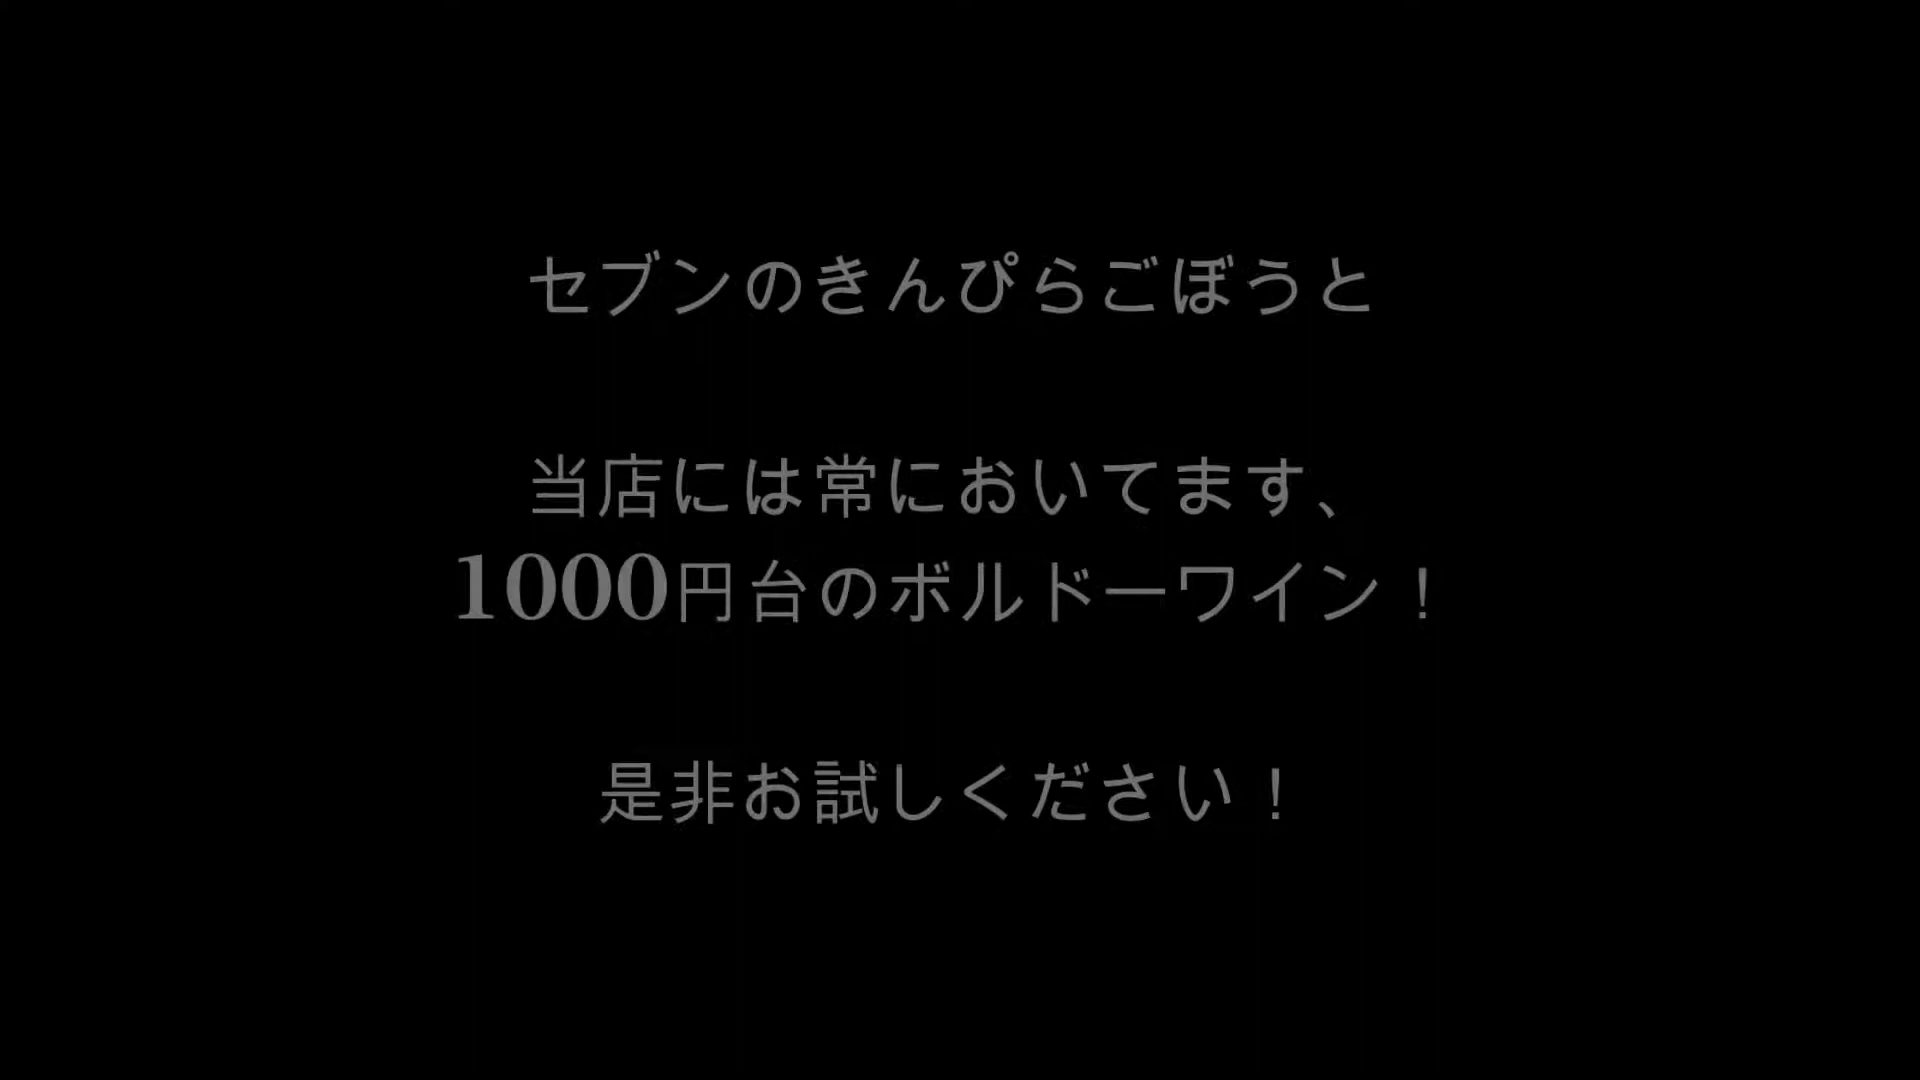 セブンのきんぴらごぼうと
当店には常においてます、
1000円台のボルドーワイン！
是非お試しください！